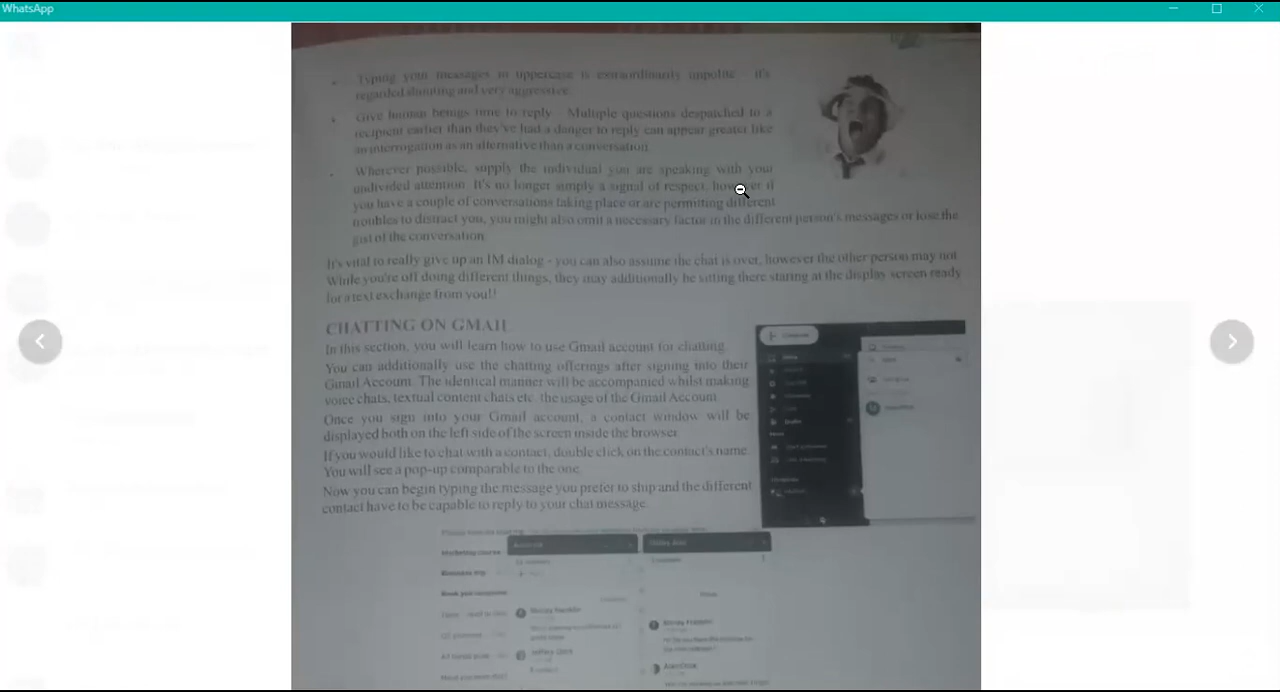 WhatsApp
Typing your messages in uppercase is extraordinarily impolite - it's
regarded shouting and very aggressive.
Give human beings time to reply - Multiple questions despatched to a
recipient earlier than they've had a danger to reply can appear greater like
an interrogation as an alternative than a conversation.
Wherever possible, supply the individual you are speaking with your
undivided attention. It's no longer simply a signal of respect, however if
you have a couple of conversations taking place or are permitting different
troubles to distract you, you might also omit a necessary factor in the different person's messages or lose the
gist of the conversation.
It's vital to really give up an IM dialog - you can also assume the chat is over, however the other person may not.
While you're off doing different things, they may additionally be sitting there staring at the display screen ready
for a text exchange from you!!
CHATTING ON GMAIL
In this section, you will learn how to use Gmail account for chatting.
You can additionally use the chatting offerings after signing into their
Gmail Account. The identical manner will be accompanied whilst making
voice chats, textual content chats etc. the usage of the Gmail Account.
Once you sign into your Gmail account, a contact window will be
displayed both on the left side of the screen inside the browser.
If you would like to chat with a contact, double click on the contact's name.
You will see a pop-up comparable to the one.
Now you can begin typing the message you prefer to ship and the different
contact have to be capable to reply to your chat message.
Compose
Marketing course
Business trip